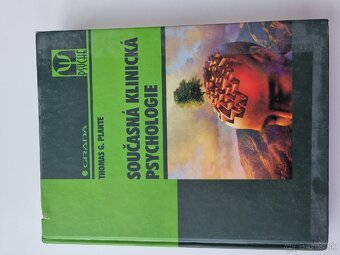 PSYCHÉ
GRADA
THOMAS G. PLANTE
SOUČASNÁ KLINICKÁ
PSYCHOLOGIE